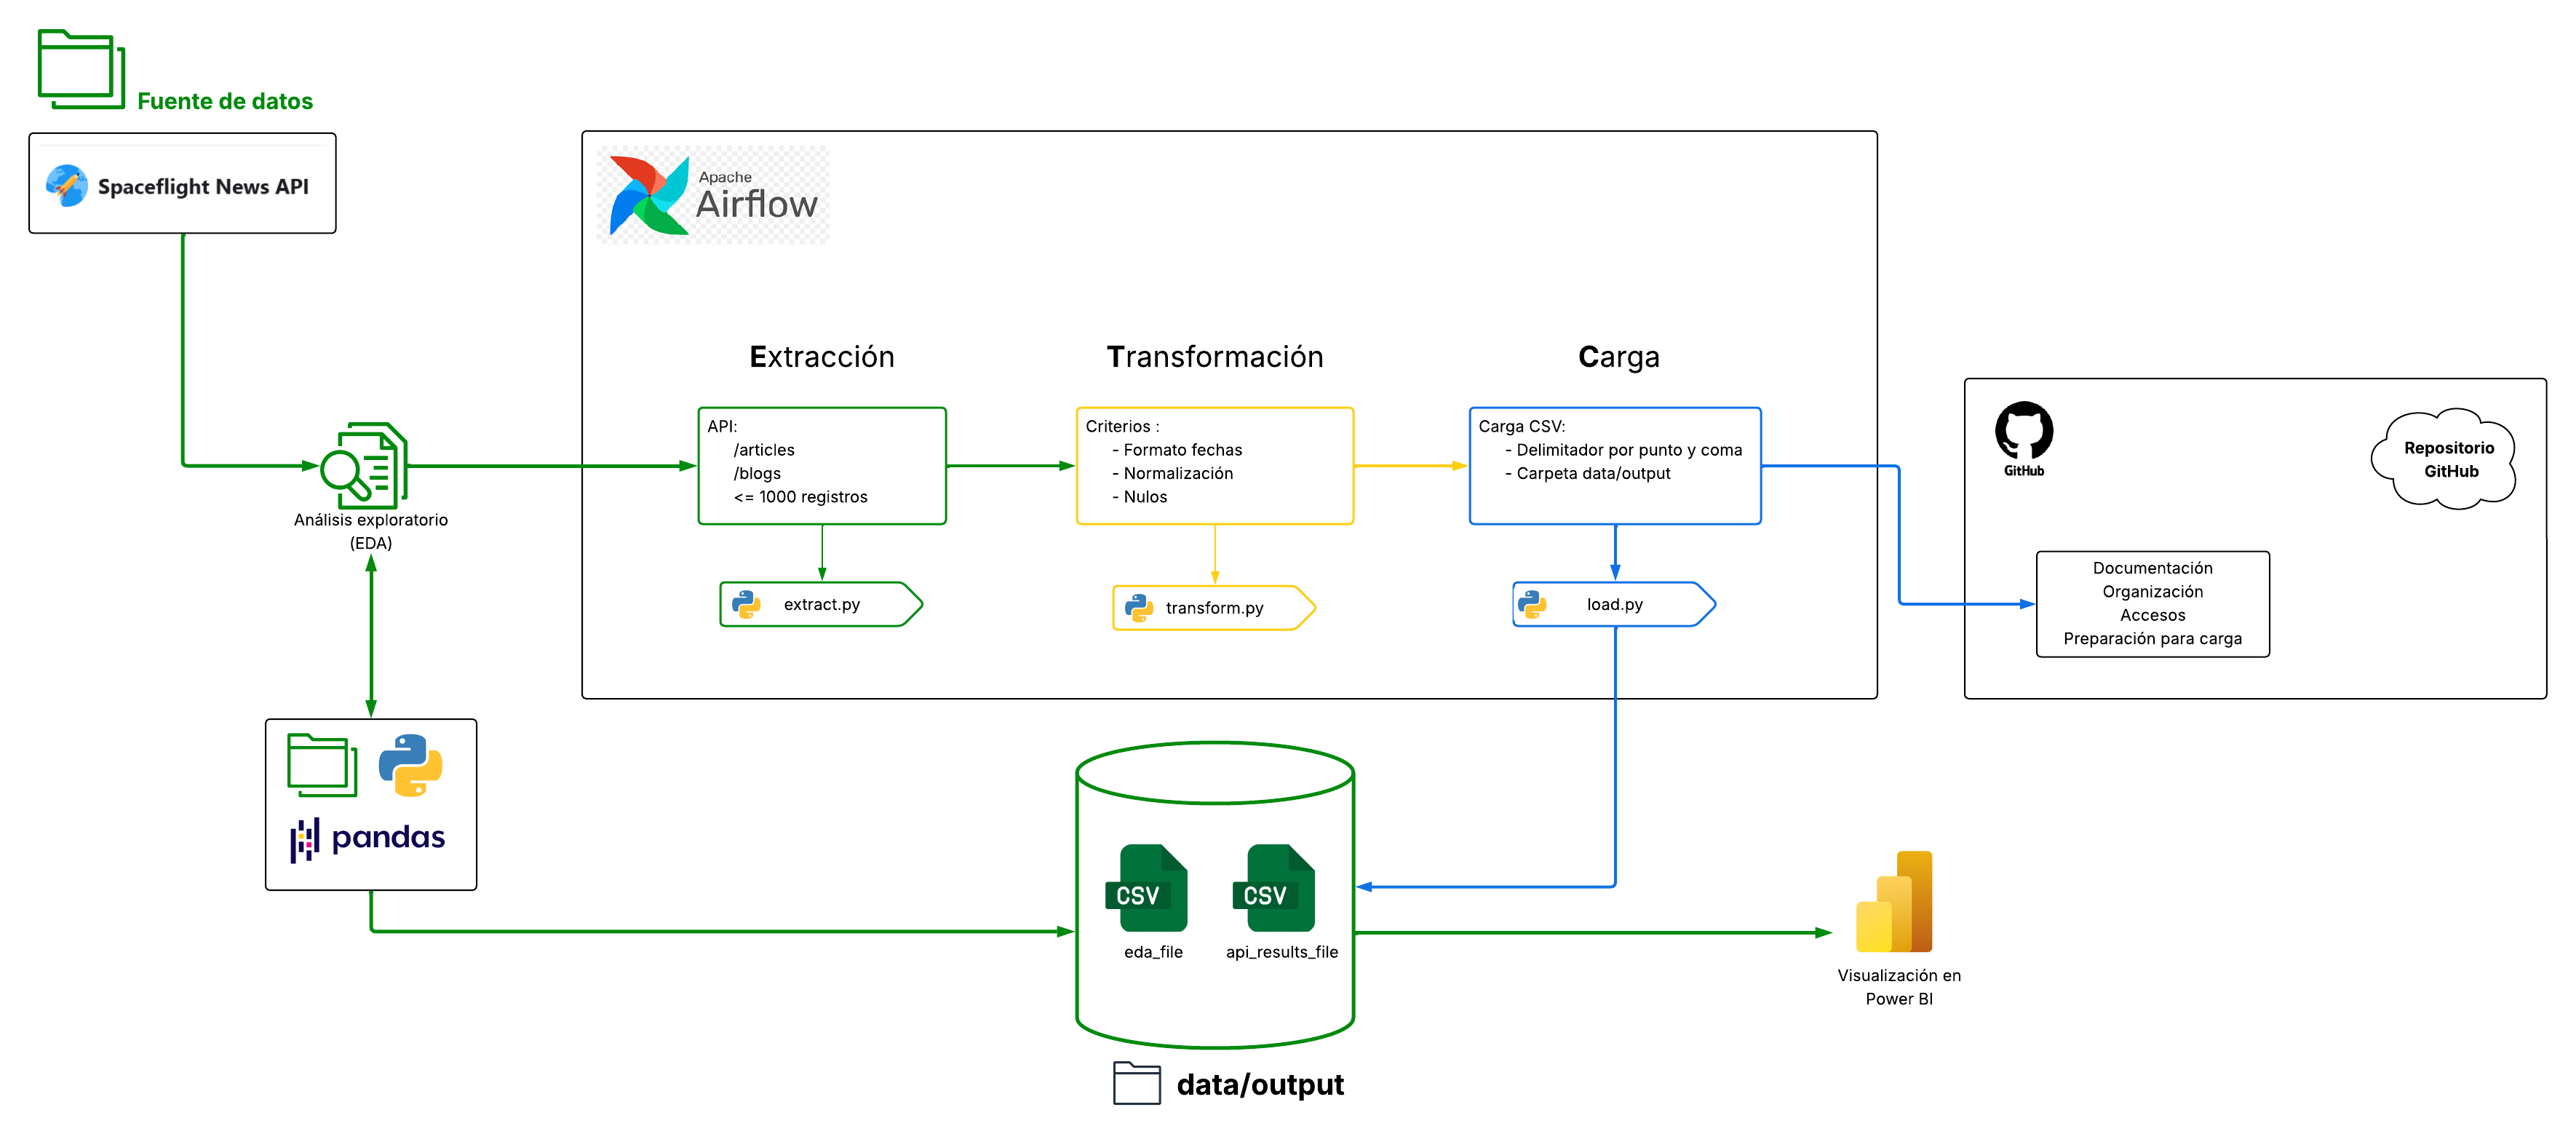 Fuente de datos
Spaceflight News API
Apache
Airflow
Extracción
Transformación
Carga
API:
/articles
/blogs
<= 1000 registros
Criterios :
- Formato fechas
- Normalización
- Nulos
Carga CSV:
- Delimitador por punto y coma
- Carpeta data/output
extract.py
transform.py
load.py
GitHub
Repositorio
GitHub
Documentación
Organización
Accesos
Preparación para carga
Análisis exploratorio
(EDA)
pandas
CSV
eda_file
CSV
api_results_file
Visualización en
Power BI
data/output